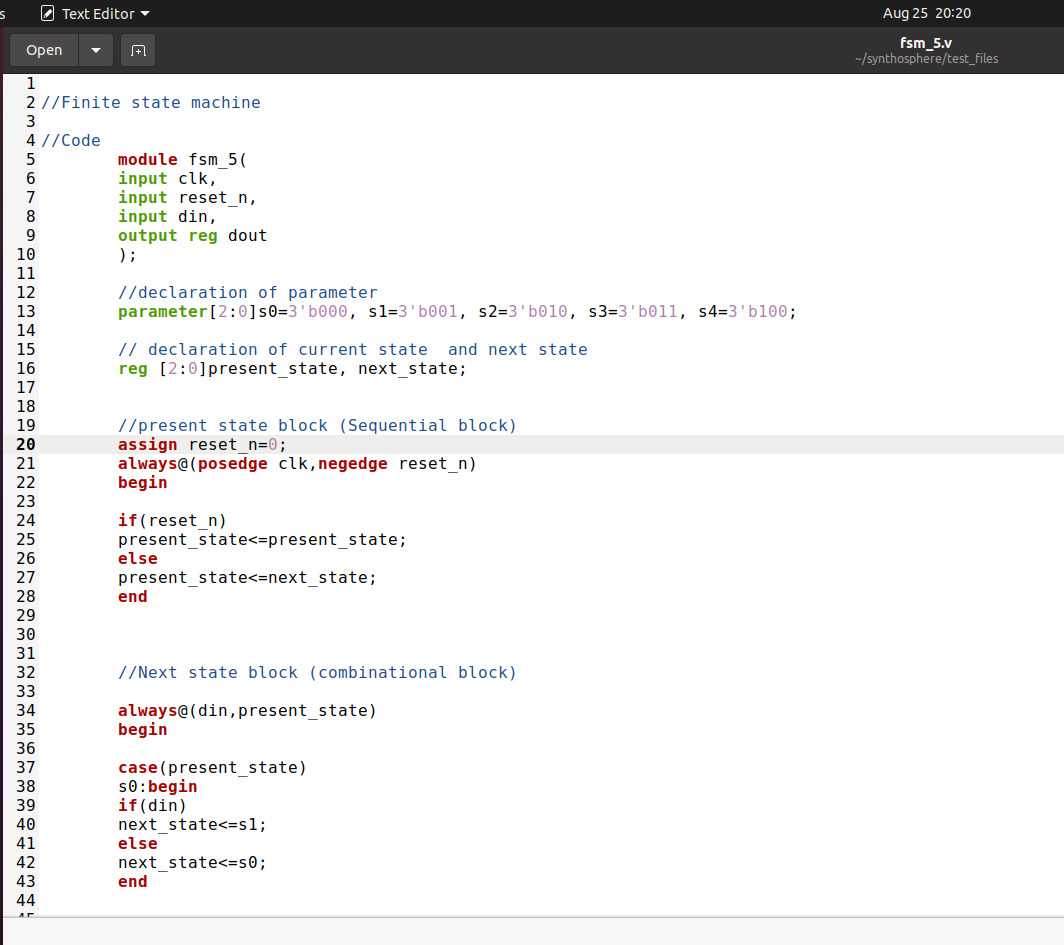 s Text Editor Aug 25 20:20
Open fsm_5.v
~/synthosphere/test_files
1
2 //Finite state machine
3
4 //Code
5 module fsm_5(
6 input clk,
7 input reset_n,
8 input din,
9 output reg dout
10 );
11
12 //declaration of parameter
13 parameter[2:0]s0=3'b000, s1=3'b001, s2=3'b010, s3=3'b011, s4=3'b100;
14
15 // declaration of current state  and next state
16 reg [2:0]present_state, next_state;
17
18
19 //present state block (Sequential block)
20 assign reset_n=0;
21 always@(posedge clk,negedge reset_n)
22 begin
23
24 if(reset_n)
25 present_state<=present_state;
26 else
27 present_state<=next_state;
28 end
29
30
31
32 //Next state block (combinational block)
33
34 always@(din,present_state)
35 begin
36
37 case(present_state)
38 s0:begin
39 if(din)
40 next_state<=s1;
41 else
42 next_state<=s0;
43 end
44